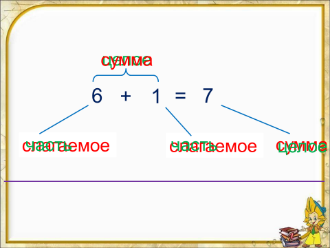 сумма
6 + 1 = 7
слагаемое слагаемое сумма